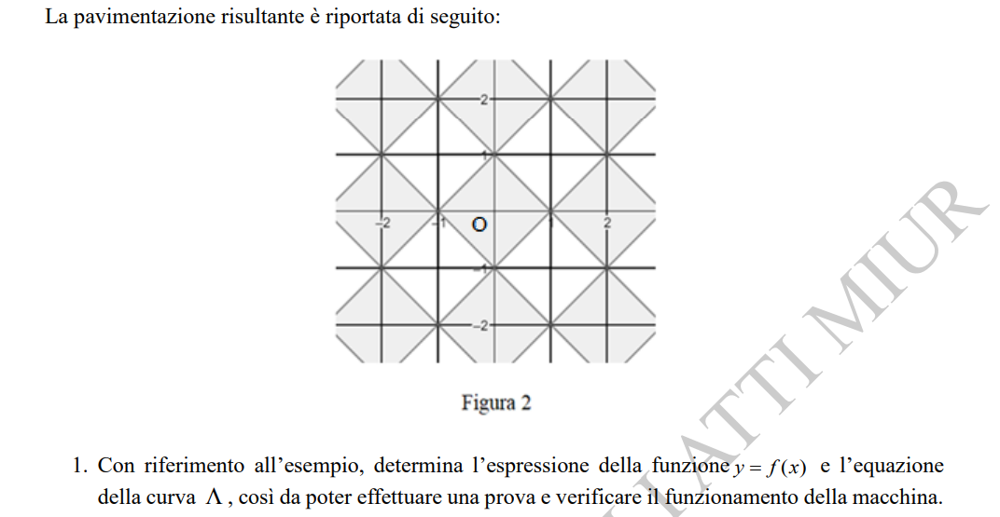 La pavimentazione risultante è riportata di seguito:
2
1
-2 -1 O 1 2
-1
-2
Figura 2
1. Con riferimento all’esempio, determina l’espressione della funzione y = f(x) e l’equazione
della curva Λ , così da poter effettuare una prova e verificare il funzionamento della macchina.
ATTI MIUR